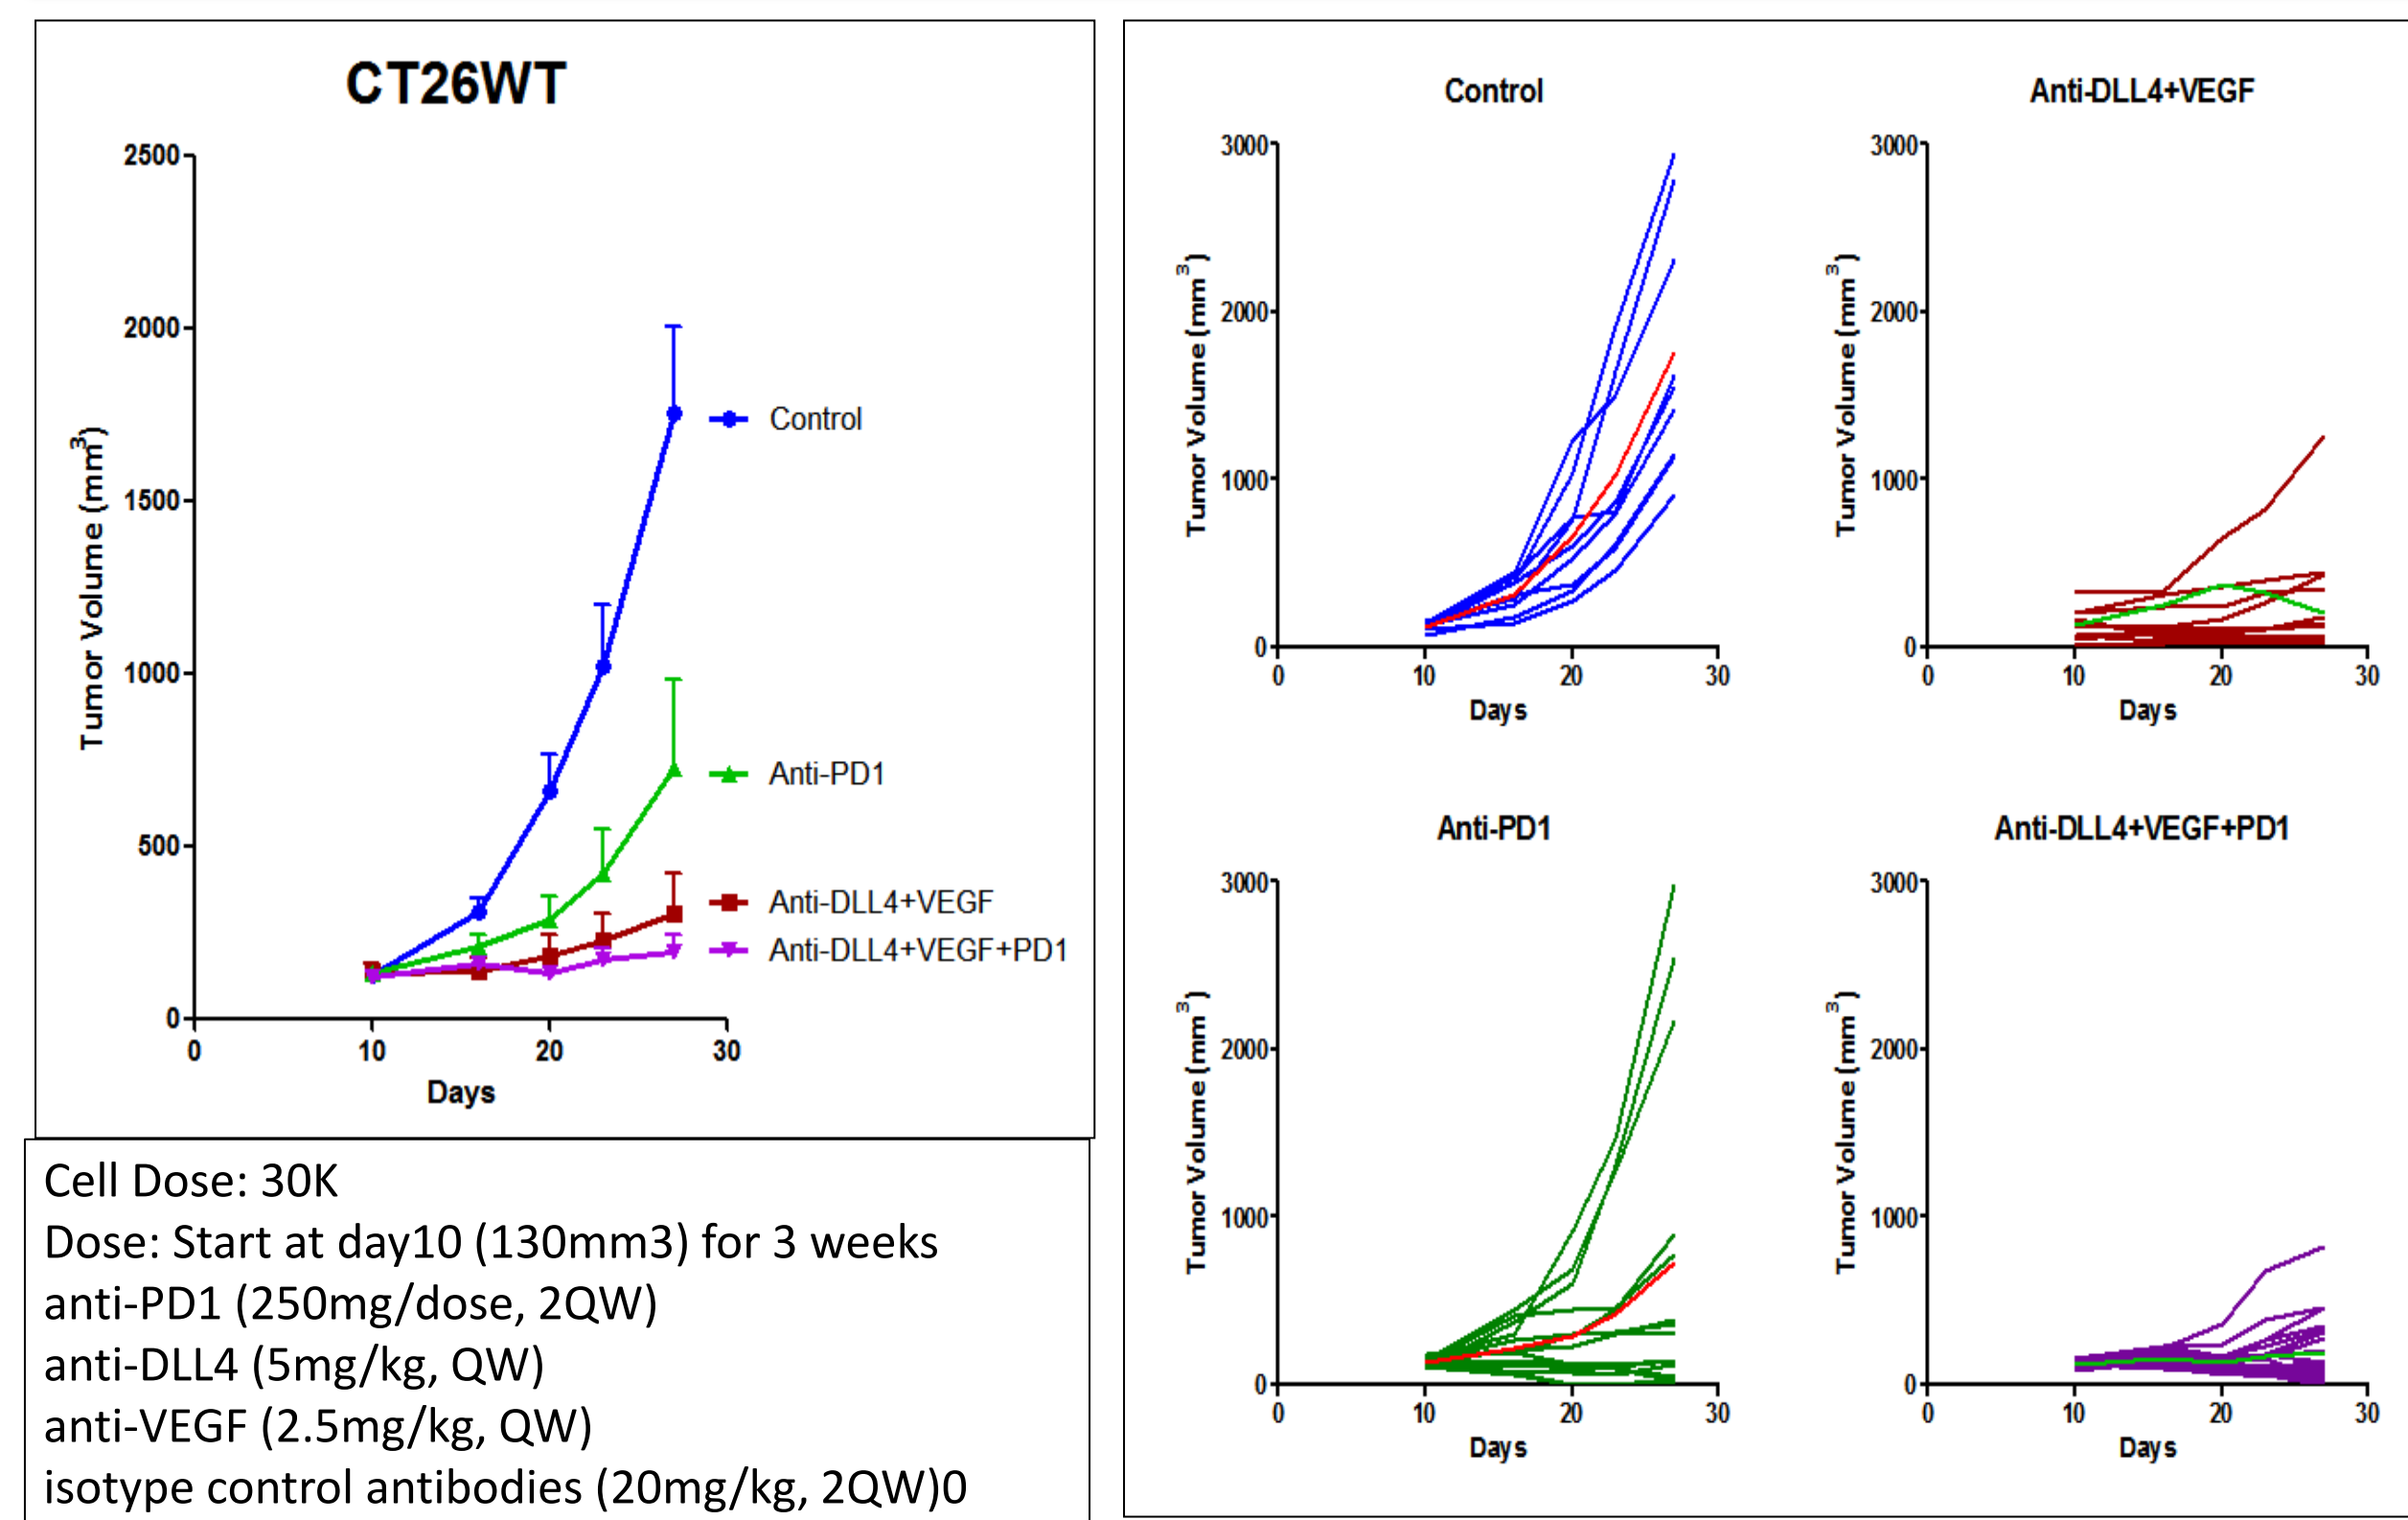 CT26WT
2500
2000
1500
1000
500
0
0 10 20 30
Tumor Volume (mm3)
Days
Control
Anti-PD1
Anti-DLL4+VEGF
Anti-DLL4+VEGF+PD1
Cell Dose: 30K
Dose: Start at day10 (130mm3) for 3 weeks
anti-PD1 (250mg/dose, 2QW)
anti-DLL4 (5mg/kg, QW)
anti-VEGF (2.5mg/kg, QW)
isotype control antibodies (20mg/kg, 2QW)0
Control
3000
2000
1000
0
0 10 20 30
Tumor Volume (mm3)
Days
Anti-DLL4+VEGF
3000
2000
1000
0
0 10 20 30
Tumor Volume (mm3)
Days
Anti-PD1
3000
2000
1000
0
0 10 20 30
Tumor Volume (mm3)
Days
Anti-DLL4+VEGF+PD1
3000
2000
1000
0
0 10 20 30
Tumor Volume (mm3)
Days